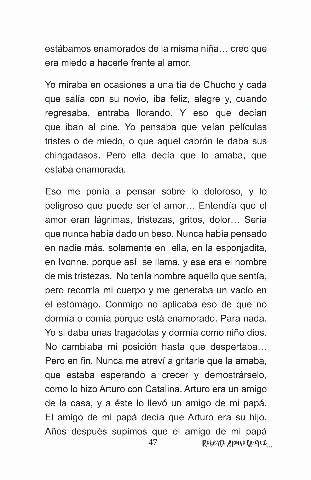 estábamos enamorados de la misma niña... creo que
era miedo a hacerle frente al amor.
Yo miraba en ocasiones a una tía de Chucho y cada
que salía con su novio, iba feliz, alegre y, cuando
regresaba, entraba llorando. Y eso que decían
que iban al cine. Yo pensaba que veían películas
tristes o de miedo, o que aquel cabrón le daba sus
chingadasos. Pero ella decía que lo amaba, que
estaba enamorada.
Eso me ponía a pensar sobre lo doloroso, y lo
peligroso que puede ser el amor... Entendía que el
amor eran lágrimas, tristezas, gritos, dolor... Sería
que nunca había dado un beso. Nunca había pensado
en nadie más, solamente en ella, en la esponjadita,
en Ivonne, porque así se llama, y ese era el nombre
de mis tristezas. No tenía nombre aquello que sentía,
pero recorría mi cuerpo y me generaba un vacío en
el estómago. Conmigo no aplicaba eso de que no
dormía o comía porque está enamorado. Para nada.
Yo si daba unas tragadotas y dormía como niño dios.
No cambiaba mi posición hasta que despertaba...
Pero en fin. Nunca me atreví a gritarle que la amaba,
que estaba esperando a crecer y demostrárselo,
como lo hizo Arturo con Catalina. Arturo era un amigo
de la casa, y a éste lo llevó un amigo de mi papá.
El amigo de mi papá decía que Arturo era su hijo.
Años después supimos que el amigo de mi papá
47